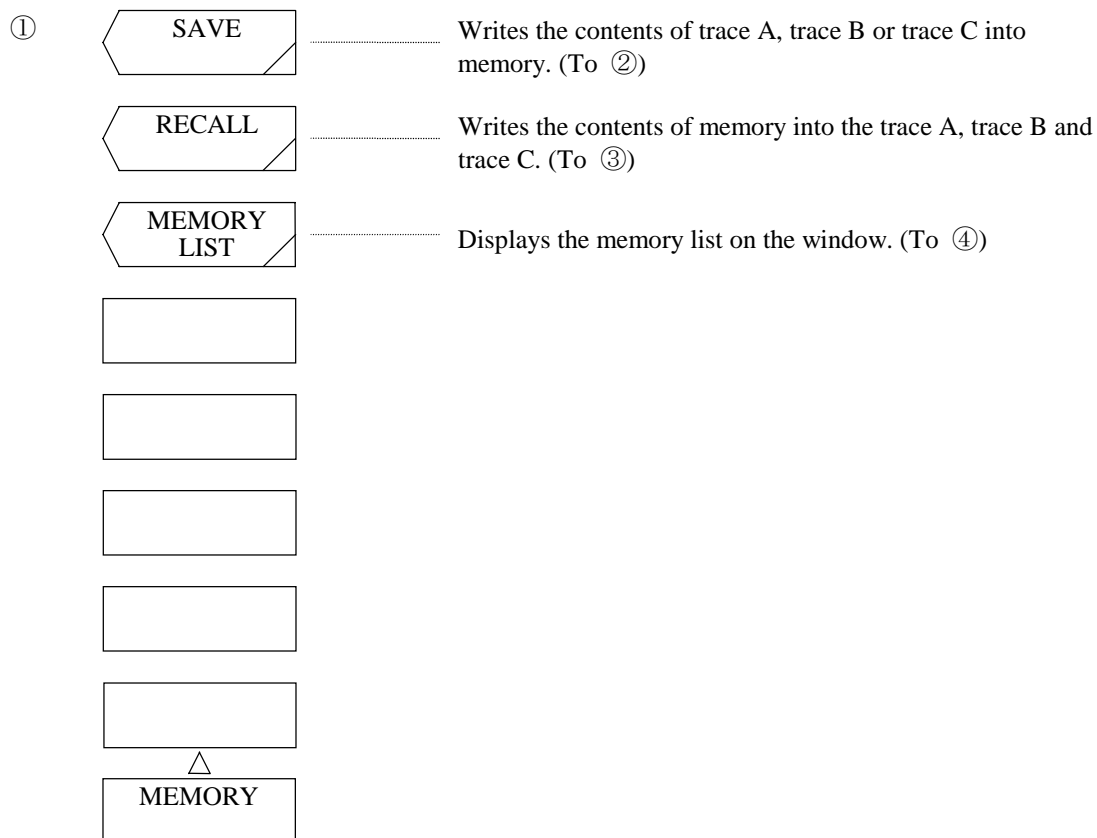 ①
SAVE
Writes the contents of trace A, trace B or trace C into
memory. (To ②)
RECALL
Writes the contents of memory into the trace A, trace B and
trace C. (To ③)
MEMORY
LIST
Displays the memory list on the window. (To ④)
MEMORY